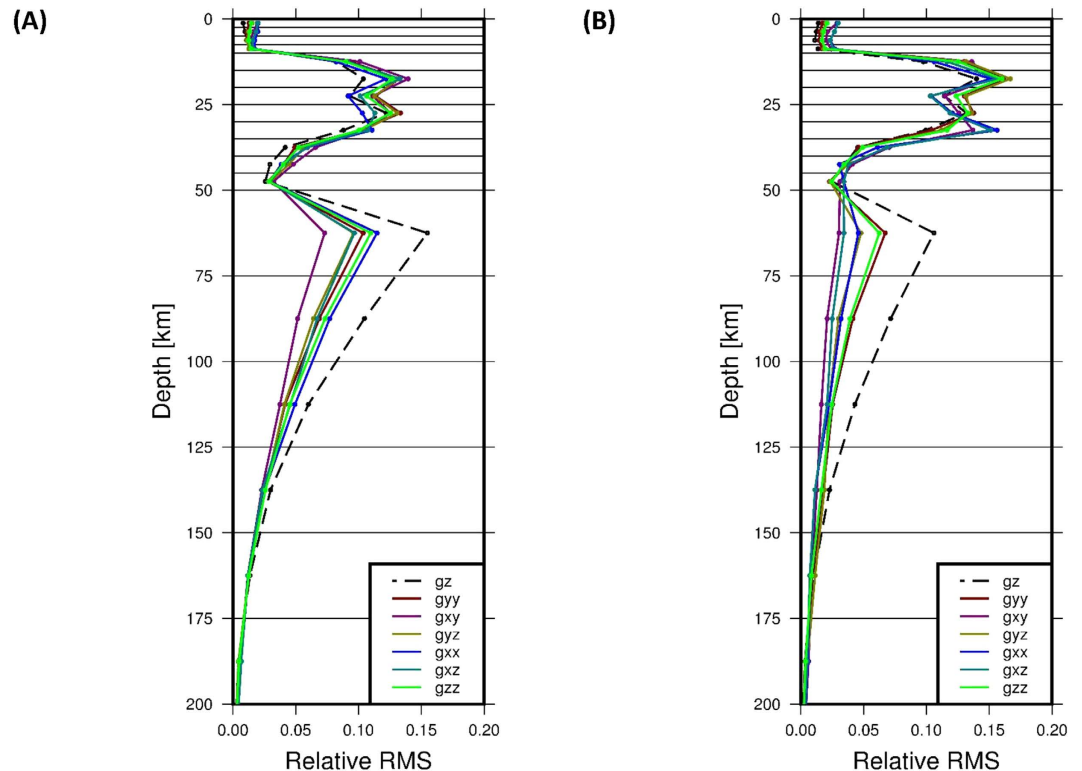 (A)
0
25
50
75
100
125
150
175
200
Depth [km]
0.00 0.05 0.10 0.15 0.20
Relative RMS
gz
gyy
gxy
gyz
gxx
gxz
gzz
(B)
0
25
50
75
100
125
150
175
200
Depth [km]
0.00 0.05 0.10 0.15 0.20
Relative RMS
gz
gyy
gxy
gyz
gxx
gxz
gzz